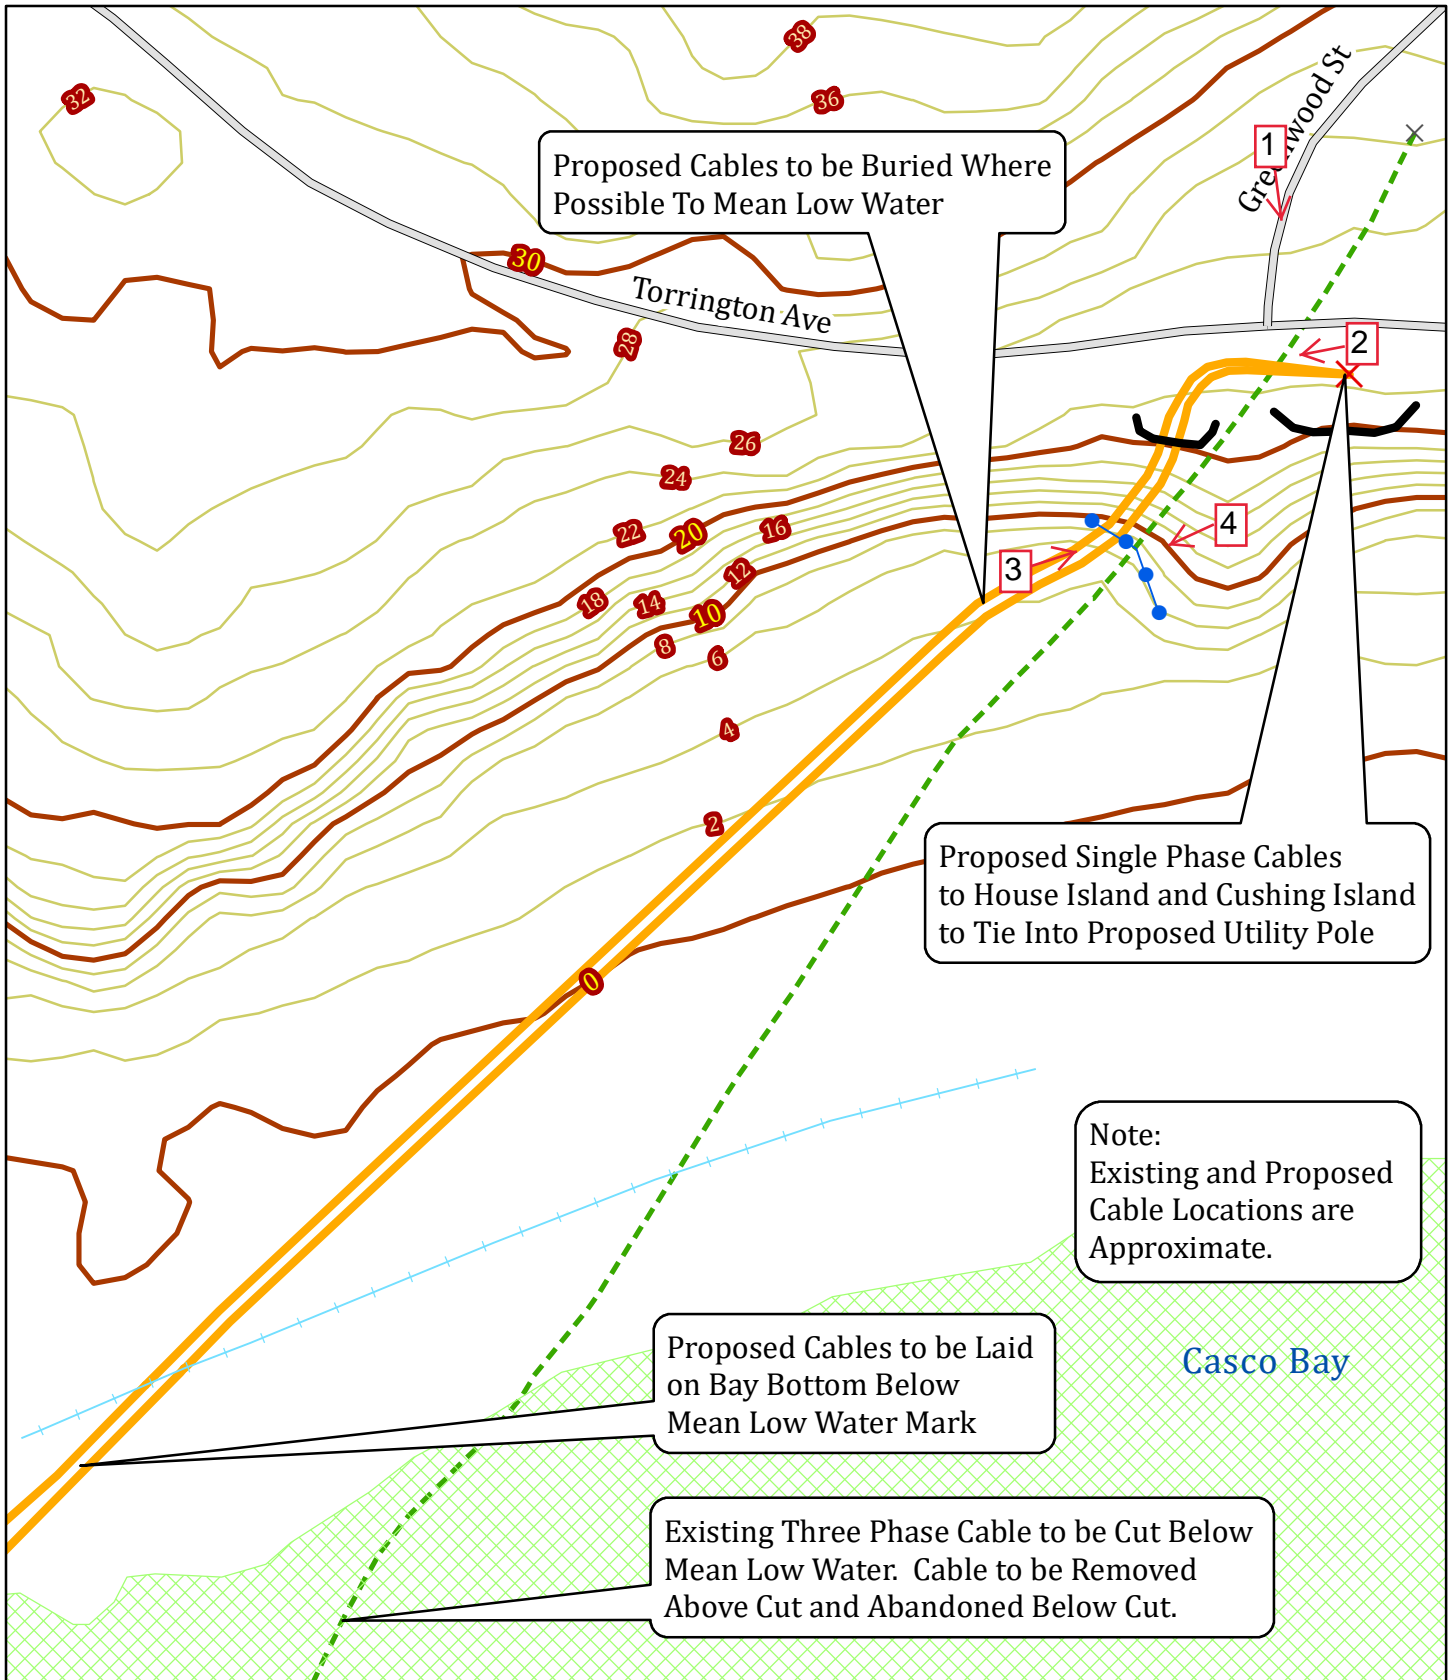 38
32
36
Greenwood St
1
Proposed Cables to be Buried Where
Possible To Mean Low Water
30
Torrington Ave
28
2
26
24
22
20
16
4
3
12
18
14
10
8
6
4
2
Proposed Single Phase Cables
to House Island and Cushing Island
to Tie Into Proposed Utility Pole
0
Note:
Existing and Proposed
Cable Locations are
Approximate.
Proposed Cables to be Laid
on Bay Bottom Below
Mean Low Water Mark
Casco Bay
Existing Three Phase Cable to be Cut Below
Mean Low Water. Cable to be Removed
Above Cut and Abandoned Below Cut.